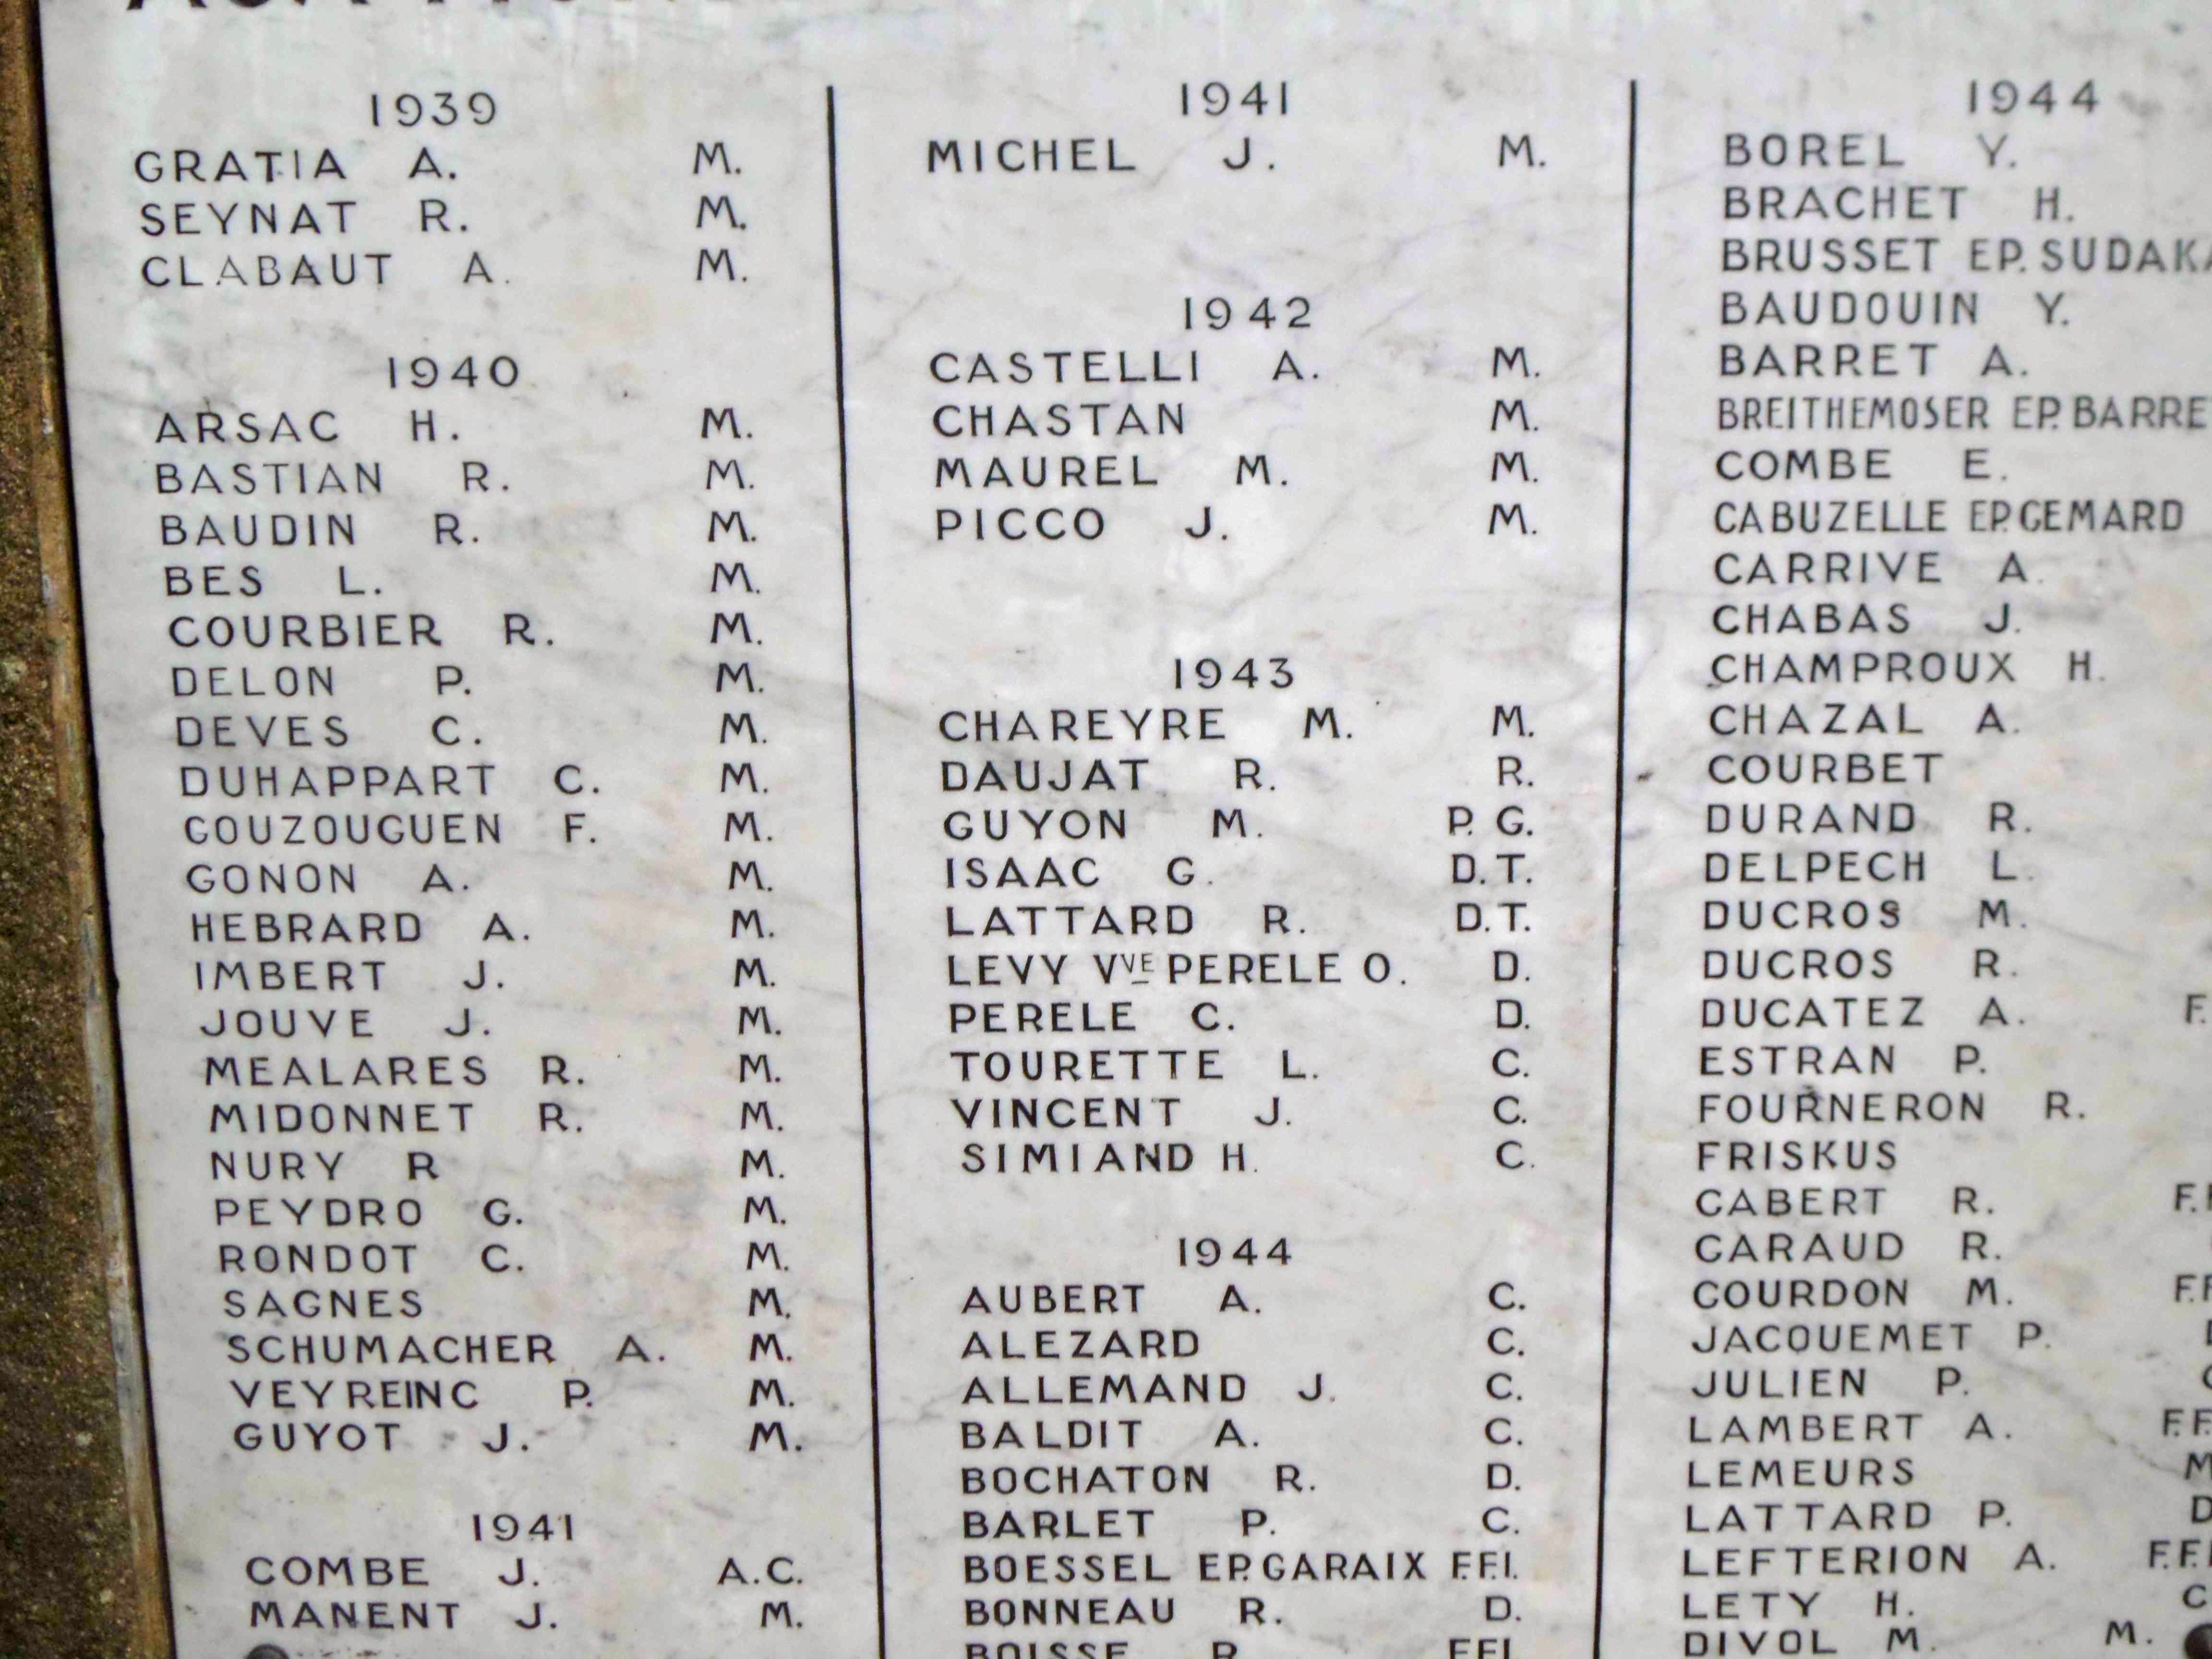 1939
GRATIA A. M.
SEYNAT R. M.
CLABAUT A. M.
1940
ARSAC H. M.
BASTIAN R. M.
BAUDIN R. M.
BES L. M.
COURBIER R. M.
DELON P. M.
DEVES C. M.
DUHAPPART C. M.
GOUZOUGUEN F. M.
GONON A. M.
HEBRARD A. M.
IMBERT J. M.
JOUVE J. M.
MEALARES R. M.
MIDONNET R. M.
NURY R M.
PEYDRO G. M.
RONDOT C. M.
SAGNES M.
SCHUMACHER A. M.
VEYREINC P. M.
GUYOT J. M.
1941
COMBE J. A.C.
MANENT J. M.
1941
MICHEL J. M.
1942
CASTELLI A. M.
CHASTAN M.
MAUREL M. M.
PICCO J. M.
1943
CHAREYRE M. M.
DAUJAT R. R.
GUYON M. P. G.
ISAAC G. D.T.
LATTARD R. D.T.
LEVY VVE PERELE O. D.
PERELE C. D.
TOURETTE L. C.
VINCENT J. C.
SIMIAND H. C.
1944
AUBERT A. C.
ALEZARD C.
ALLEMAND J. C.
BALDIT A. C.
BOCHATON R. D.
BARLET P. C.
BOESSEL EP. GARAIX F.F.I.
BONNEAU R. D.
BOISSE R F.F.I.
1944
BOREL Y.
BRACHET H.
BRUSSET EP. SUDAK
BAUDOUIN Y.
BARRET A.
BREITHEMOSER EP. BARRE
COMBE E.
CABUZELLE EP. GEMARD
CARRIVE A.
CHABAS J.
CHAMPROUX H.
CHAZAL A.
COURBET
DURAND R.
DELPECH L.
DUCROS M.
DUCROS R.
DUCATEZ A. F.
ESTRAN P.
FOURNERON R.
FRISKUS
GABERT R. F.
GARAUD R.
GOURDON M. F.F
JACQUEMET P.
JULIEN P.
LAMBERT A. F.F.
LEMEURS M
LATTARD P. D
LEFTERION A. F.F.I
LETY H. C
DIVOL M. M.